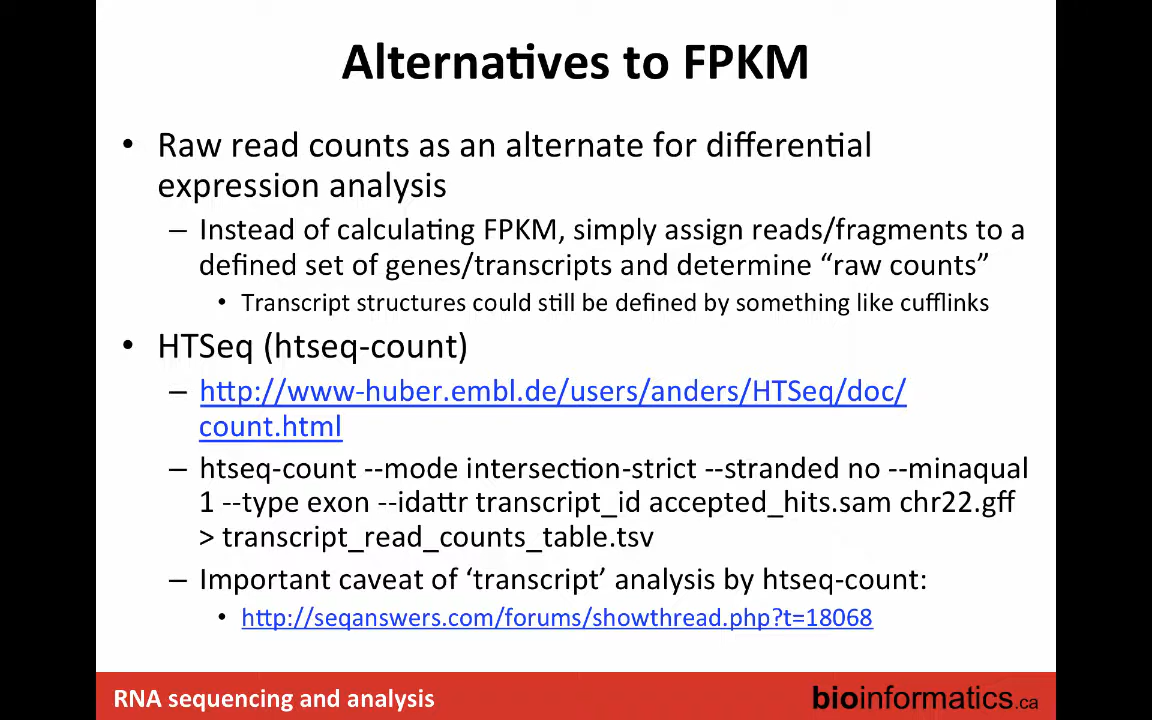 Alternatives to FPKM
• Raw read counts as an alternate for differential
expression analysis
– Instead of calculating FPKM, simply assign reads/fragments to a
defined set of genes/transcripts and determine “raw counts”
• Transcript structures could still be defined by something like cufflinks
• HTSeq (htseq-count)
– http://www-huber.embl.de/users/anders/HTSeq/doc/
count.html
– htseq-count --mode intersection-strict --stranded no --minaqual
1 --type exon --idattr transcript_id accepted_hits.sam chr22.gff
> transcript_read_counts_table.tsv
– Important caveat of ‘transcript’ analysis by htseq-count:
• http://seqanswers.com/forums/showthread.php?t=18068
RNA sequencing and analysis
bioinformatics.ca